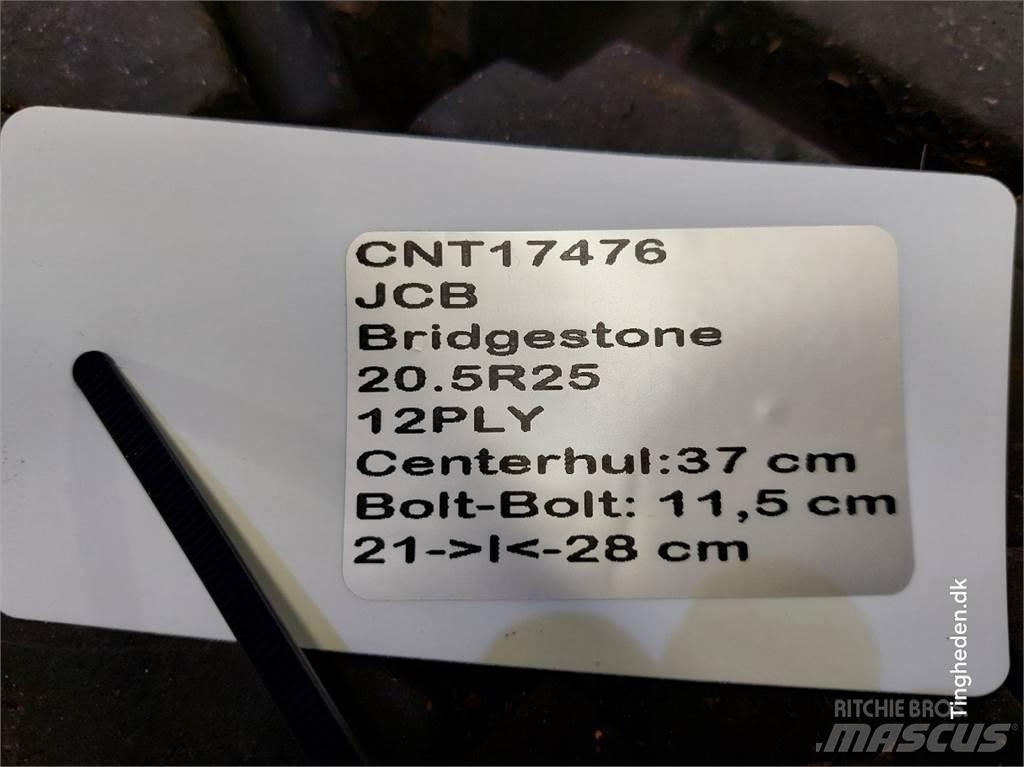 CNT17476
JCB
Bridgestone
20.5R25
12PLY
Centerhul:37 cm
Bolt-Bolt: 11,5 cm
21->I<-28 cm
Tingheden.dk
RITCHIE BROS
MASCUS